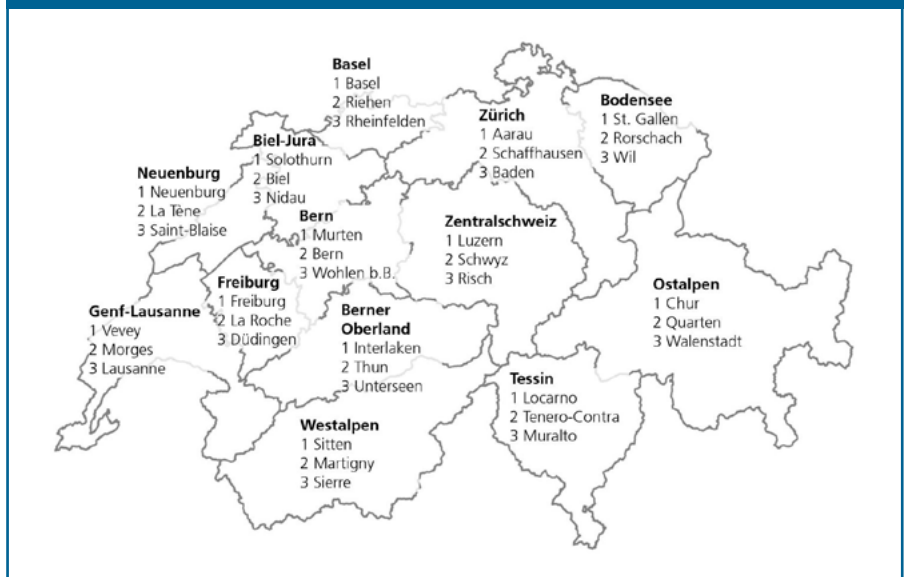 Basel
1 Basel
2 Riehen
3 Rheinfelden
Bodensee
1 St. Gallen
2 Rorschach
3 Wil
Zürich
1 Aarau
2 Schaffhausen
3 Baden
Biel-Jura
1 Solothurn
2 Biel
3 Nidau
Neuenburg
1 Neuenburg
2 La Tène
3 Saint-Blaise
Bern
1 Murten
2 Bern
3 Wohlen b.B.
Zentralschweiz
1 Luzern
2 Schwyz
3 Risch
Freiburg
1 Freiburg
2 La Roche
3 Düdingen
Ostalpen
1 Chur
2 Quarten
3 Walenstadt
Genf-Lausanne
1 Vevey
2 Morges
3 Lausanne
Berner
Oberland
1 Interlaken
2 Thun
3 Unterseen
Tessin
1 Locarno
2 Tenero-Contra
3 Muralto
Westalpen
1 Sitten
2 Martigny
3 Sierre